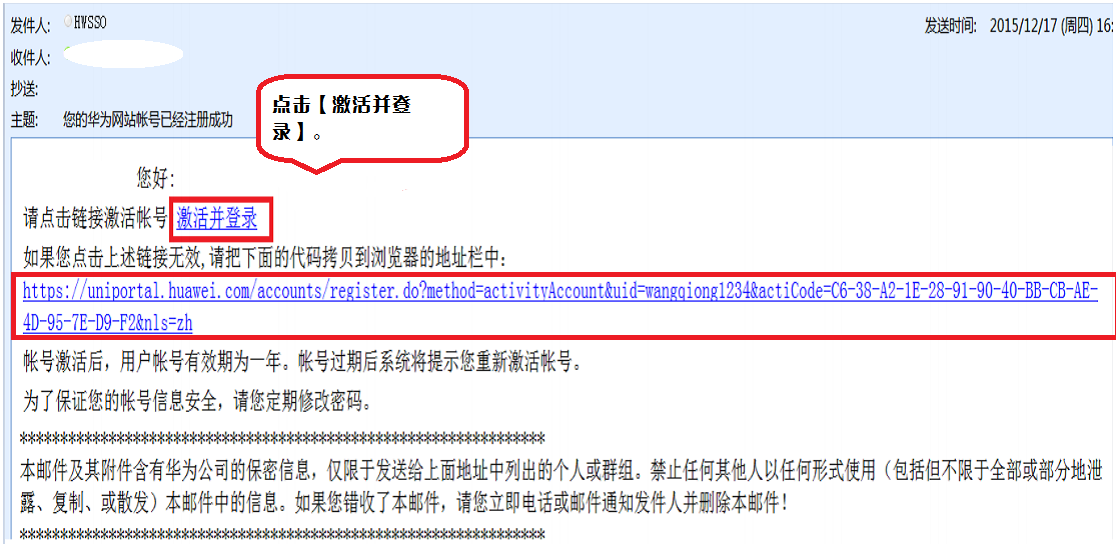 发件人: HWSSO
发送时间: 2015/12/17 (周四) 16:
收件人:
抄送:
主题: 您的华为网站帐号已经注册成功
点击【激活并登
录】。
您好:
请点击链接激活帐号 激活并登录
如果您点击上述链接无效,请把下面的代码拷贝到浏览器的地址栏中:
https://uniportal.huawei.com/accounts/register.do?method=activityAccount&uid=wangqiong1234&actiCode=C6-38-A2-1E-28-91-90-40-BB-CB-AE-
4D-95-7E-D9-F2&nls=zh
帐号激活后，用户帐号有效期为一年。帐号过期后系统将提示您重新激活帐号。
为了保证您的帐号信息安全，请您定期修改密码。
*****************************************************************
本邮件及其附件含有华为公司的保密信息，仅限于发送给上面地址中列出的个人或群组。禁止任何其他人以任何形式使用（包括但不限于全部或部分地泄
露、复制、或散发）本邮件中的信息。如果您错收了本邮件，请您立即电话或邮件通知发件人并删除本邮件！
*****************************************************************